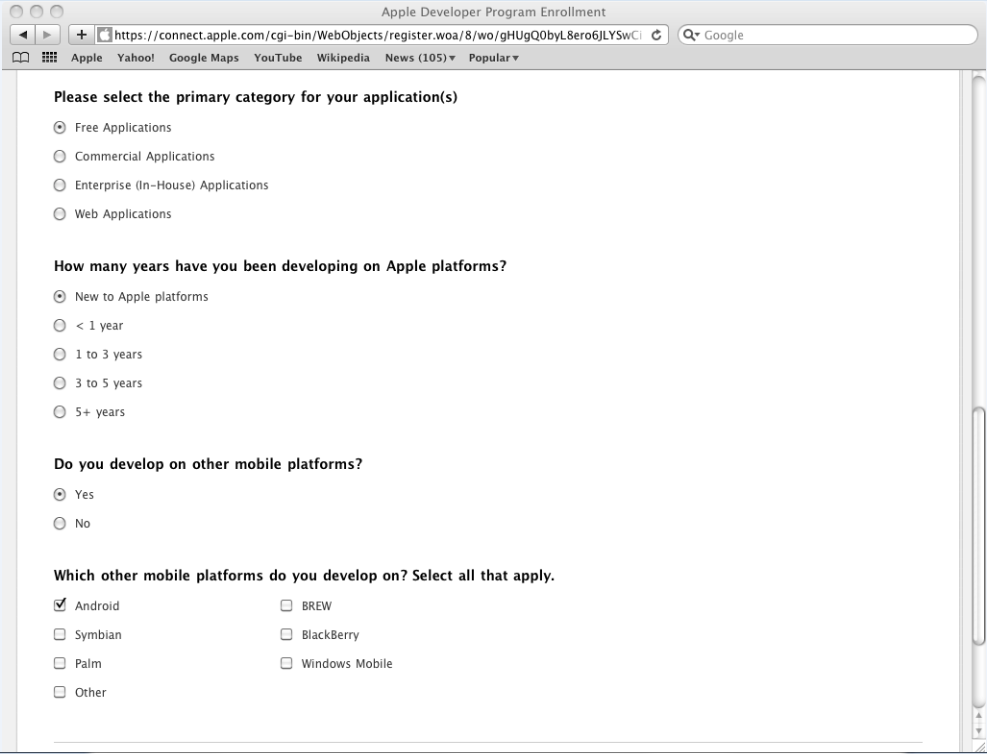 Apple Developer Program Enrollment
https://connect.apple.com/cgi-bin/WebObjects/register.woa/8/wo/gHUgQ0byL8ero6JLYSwCi
Google
Apple Yahoo! Google Maps YouTube Wikipedia News (105) Popular
Please select the primary category for your application(s)
Free Applications
Commercial Applications
Enterprise (In-House) Applications
Web Applications
How many years have you been developing on Apple platforms?
New to Apple platforms
< 1 year
1 to 3 years
3 to 5 years
5+ years
Do you develop on other mobile platforms?
Yes
No
Which other mobile platforms do you develop on? Select all that apply.
Android BREW
Symbian BlackBerry
Palm Windows Mobile
Other